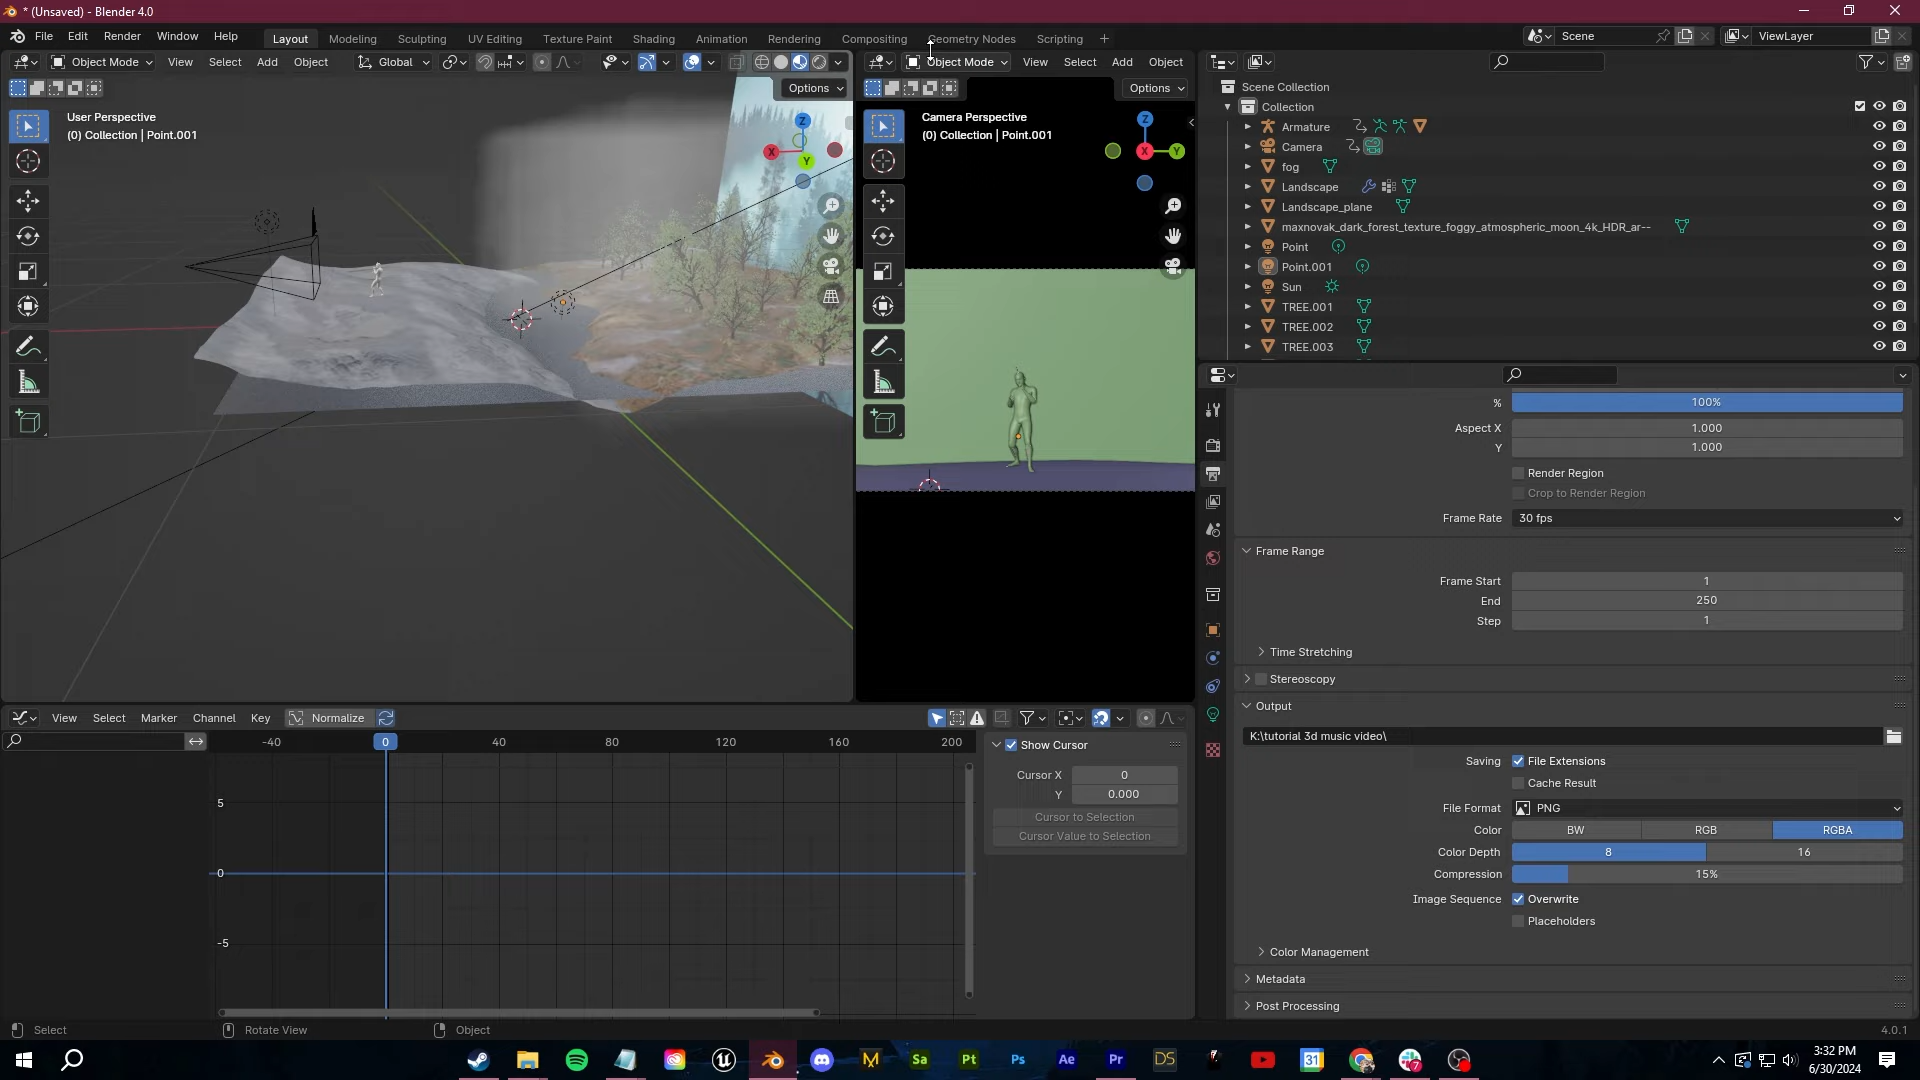 * (Unsaved) - Blender 4.0
File Edit Render Window Help Layout Modeling Sculpting UV Editing Texture Paint Shading Animation Rendering Compositing Geometry Nodes Scripting + Scene ViewLayer
Object Mode View Select Add Object Global
Options
User Perspective
(0) Collection | Point.001
Z
X
Y
Object Mode View Select Add Object
Options
Camera Perspective
(0) Collection | Point.001
Z
X
Y
Scene Collection
Collection
Armature
Camera
fog
Landscape
Landscape_plane
maxnovak_dark_forest_texture_foggy_atmospheric_moon_4k_HDR_ar--
Point
Point.001
Sun
TREE.001
TREE.002
TREE.003
% 100%
Aspect X 1.000
Y 1.000
Render Region
Crop to Render Region
Frame Rate 30 fps
Frame Range
Frame Start 1
End 250
Step 1
Time Stretching
Stereoscopy
Output
K:\tutorial 3d music video\
Saving File Extensions
Cache Result
File Format PNG
Color BW RGB RGBA
Color Depth 8 16
Compression 15%
Image Sequence Overwrite
Placeholders
Color Management
Metadata
Post Processing
View Select Marker Channel Key Normalize
-40 0 40 80 120 160 200
5
0
-5
Show Cursor
Cursor X 0
Y 0.000
Cursor to Selection
Cursor Value to Selection
Select Rotate View Object 4.0.1
Sa Pt Ps Ae Pr DS 31 7
3:32 PM
6/30/2024